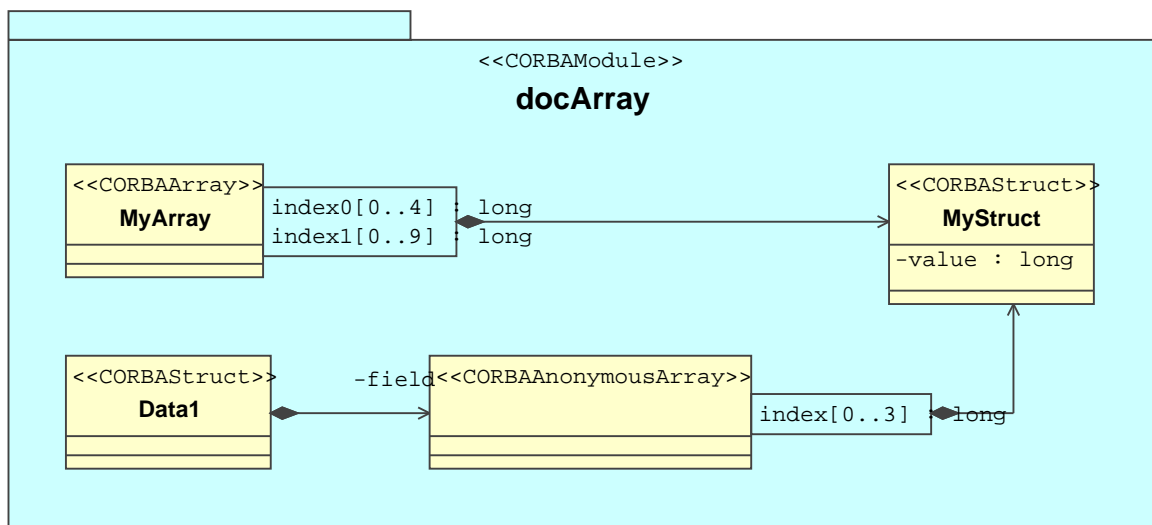 <<CORBAModule>>
docArray
<<CORBAArray>>
MyArray
index0[0..4] : long
index1[0..9] : long
<<CORBAStruct>>
MyStruct
-value : long
<<CORBAStruct>>
Data1
-field
<<CORBAAnonymousArray>>
index[0..3] : long